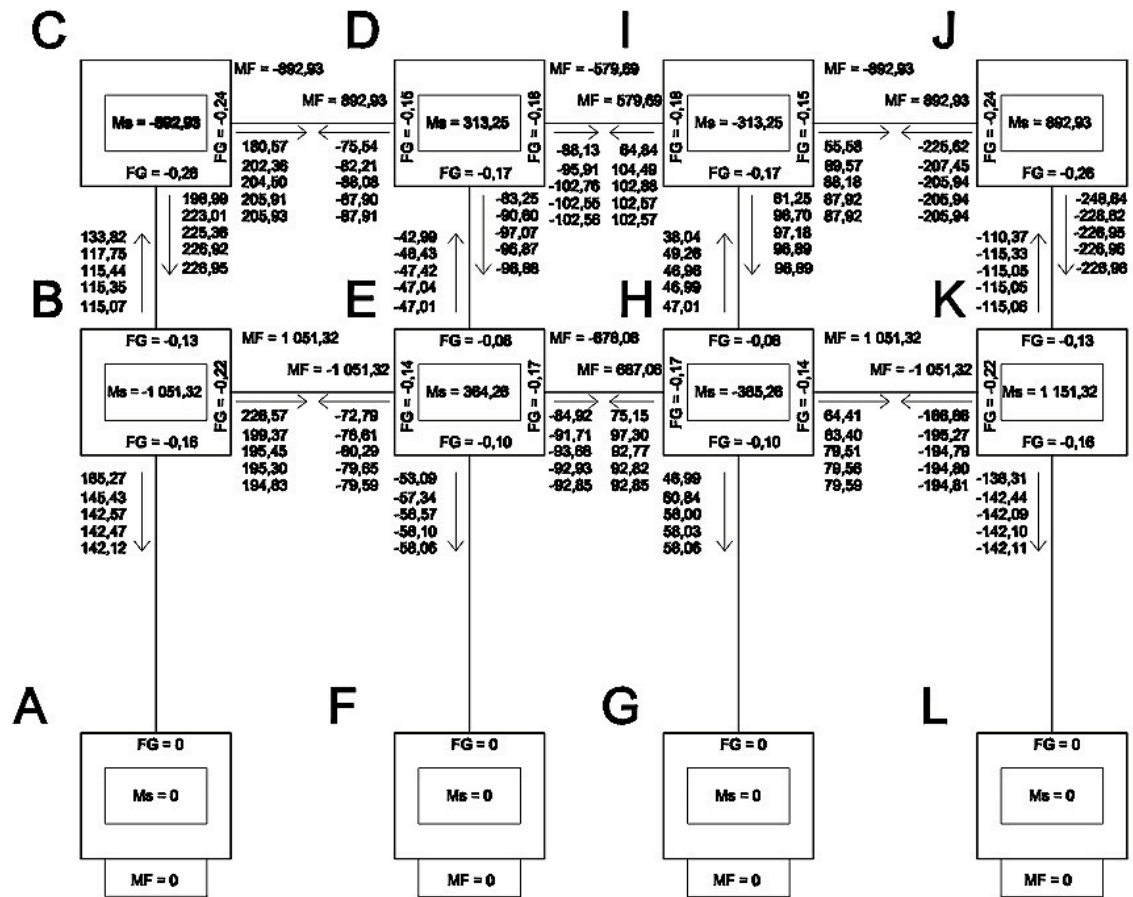 C
D
I
J
MF = -892,93
MF = 892,93
MF = -579,69
MF = 579,69
MF = -892,93
MF = 892,93
Ms = -892,93
FG = -0,24
FG = -0,26
FG = -0,15
Ms = 313,25
FG = -0,18
FG = -0,17
FG = -0,18
Ms = -313,25
FG = -0,15
FG = -0,17
FG = -0,24
Ms = 892,93
FG = -0,26
180,57
202,36
204,50
205,91
205,93
-75,54
-82,21
-88,08
-87,90
-87,91
-88,13
-95,91
-102,76
-102,55
-102,56
84,84
104,49
102,88
102,57
102,57
55,58
89,57
88,18
87,92
87,92
-225,62
-207,45
-205,94
-205,94
-205,94
198,99
223,01
225,36
226,92
226,95
-83,25
-90,60
-97,07
-96,87
-96,88
61,25
98,70
97,18
96,89
96,89
-248,64
-228,62
-226,95
-226,96
-226,96
133,82
117,75
115,44
115,35
115,07
-42,99
-46,43
-47,42
-47,04
-47,01
38,04
49,26
46,96
46,99
47,01
-110,37
-115,33
-115,05
-115,05
-115,06
B
E
H
K
MF = 1 051,32
MF = -1 051,32
MF = -678,06
MF = 667,06
MF = 1 051,32
MF = -1 051,32
FG = -0,13
Ms = -1 051,32
FG = -0,22
FG = -0,16
FG = -0,08
FG = -0,14
Ms = 364,26
FG = -0,17
FG = -0,10
FG = -0,08
FG = -0,17
Ms = -385,26
FG = -0,14
FG = -0,10
FG = -0,13
FG = -0,22
Ms = 1 151,32
FG = -0,16
226,57
199,37
195,45
195,30
194,83
-72,79
-78,61
-80,29
-79,65
-79,59
-84,92
-91,71
-93,68
-92,93
-92,85
75,15
97,30
92,77
92,82
92,85
64,41
83,40
79,51
79,56
79,59
-186,86
-195,27
-194,79
-194,80
-194,81
165,27
145,43
142,57
142,47
142,12
-53,09
-57,34
-58,57
-58,10
-58,06
46,99
60,84
58,00
58,03
58,06
-136,31
-142,44
-142,09
-142,10
-142,11
A
F
G
L
FG = 0
Ms = 0
MF = 0
FG = 0
Ms = 0
MF = 0
FG = 0
Ms = 0
MF = 0
FG = 0
Ms = 0
MF = 0